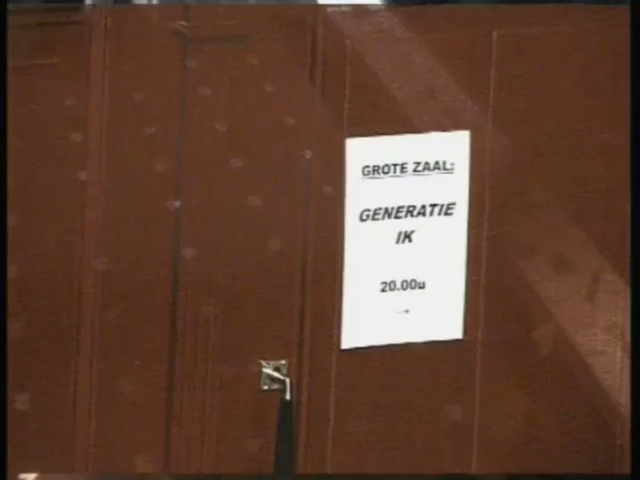 GROTE ZAAL:
GENERATIE
IK
20.00u
→